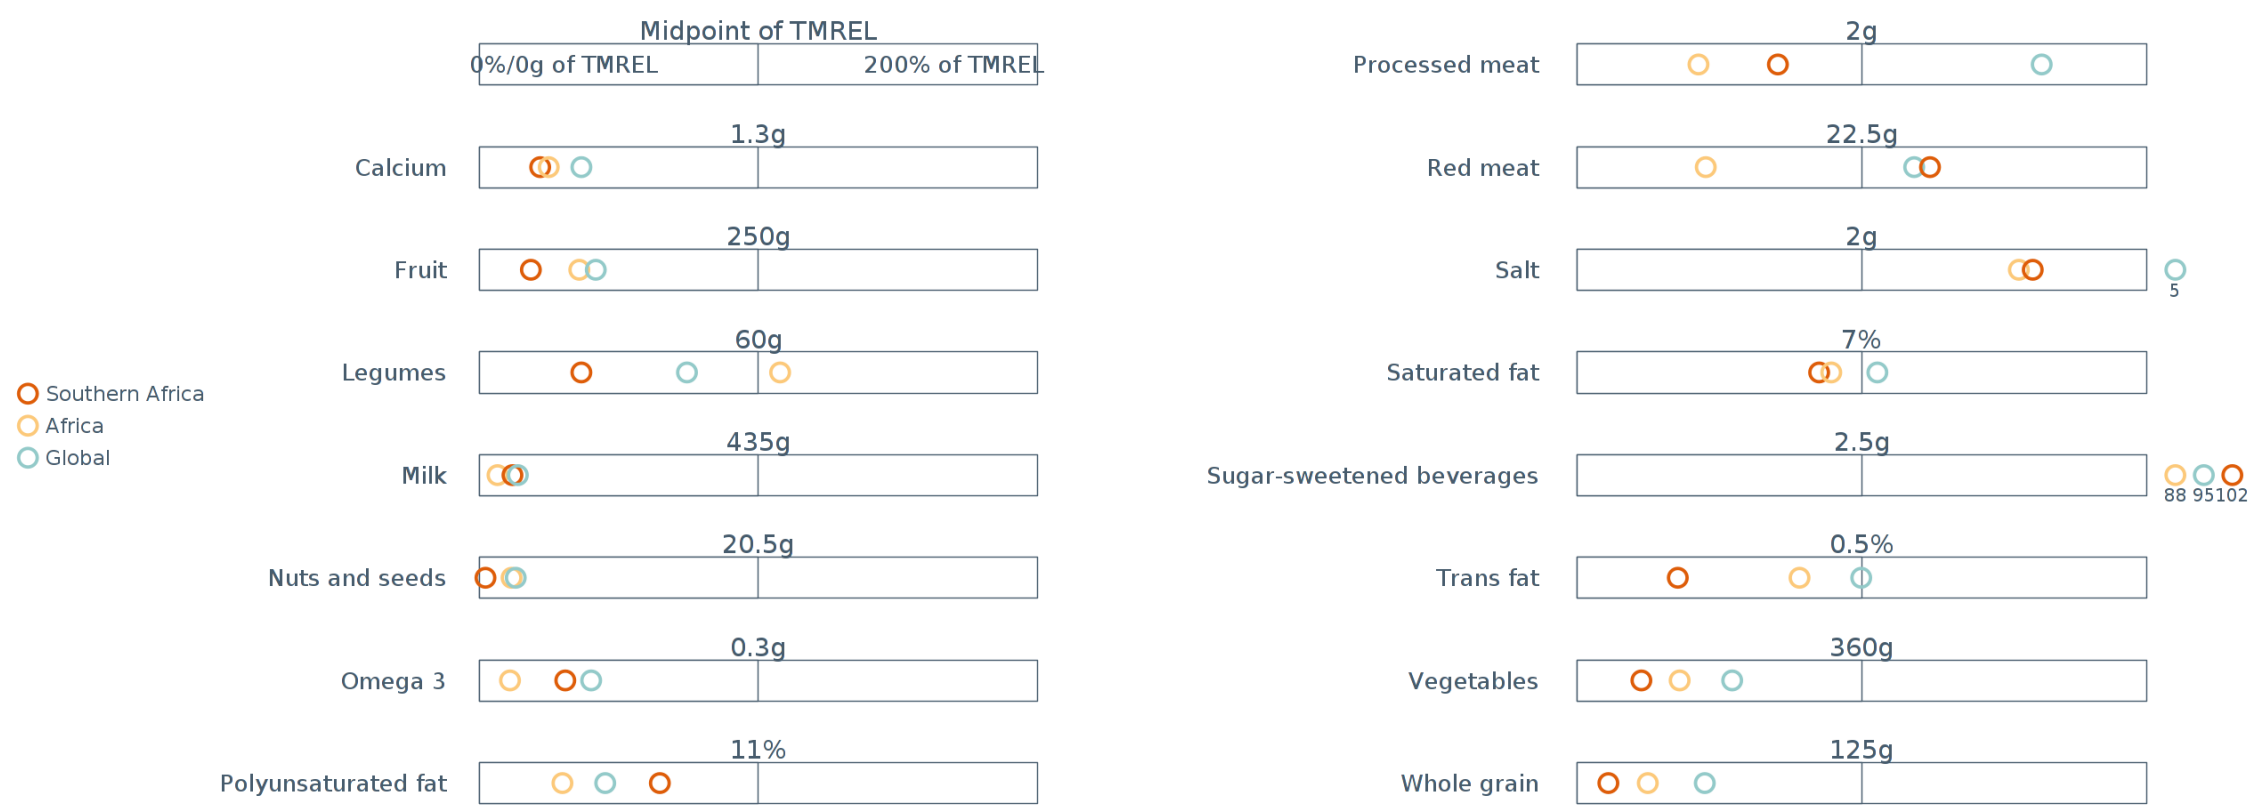 Midpoint of TMREL
0%/0g of TMREL
200% of TMREL
1.3g
Calcium
250g
Fruit
60g
Legumes
435g
Milk
20.5g
Nuts and seeds
0.3g
Omega 3
11%
Polyunsaturated fat
Southern Africa
Africa
Global
2g
Processed meat
22.5g
Red meat
2g
Salt
5
7%
Saturated fat
2.5g
Sugar-sweetened beverages
88 95 102
0.5%
Trans fat
360g
Vegetables
125g
Whole grain